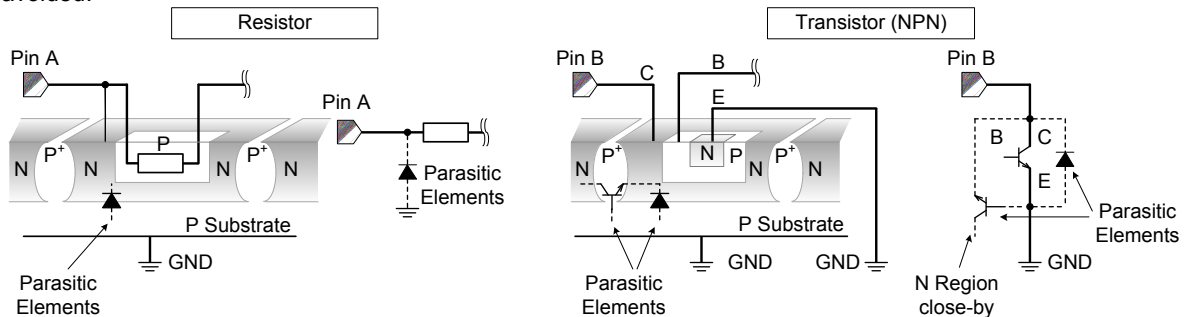 Resistor
Transistor (NPN)
Pin A
Pin A
N
P+
N
P
N
P+
N
Parasitic
Elements
P Substrate
GND
Parasitic
Elements
Pin B
C
B
E
N
P+
N
N
P
N
P+
N
P Substrate
GND
GND
Parasitic
Elements
Pin B
B
C
E
Parasitic
Elements
GND
N Region
close-by